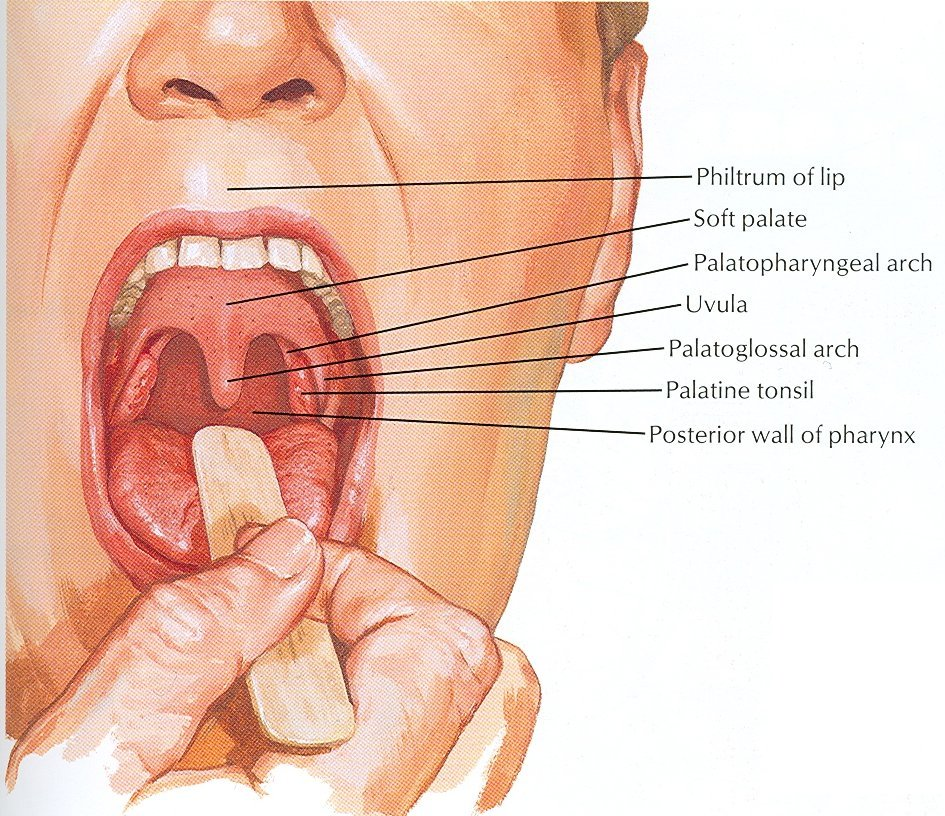 Philtrum of lip
Soft palate
Palatopharyngeal arch
Uvula
Palatoglossal arch
Palatine tonsil
Posterior wall of pharynx